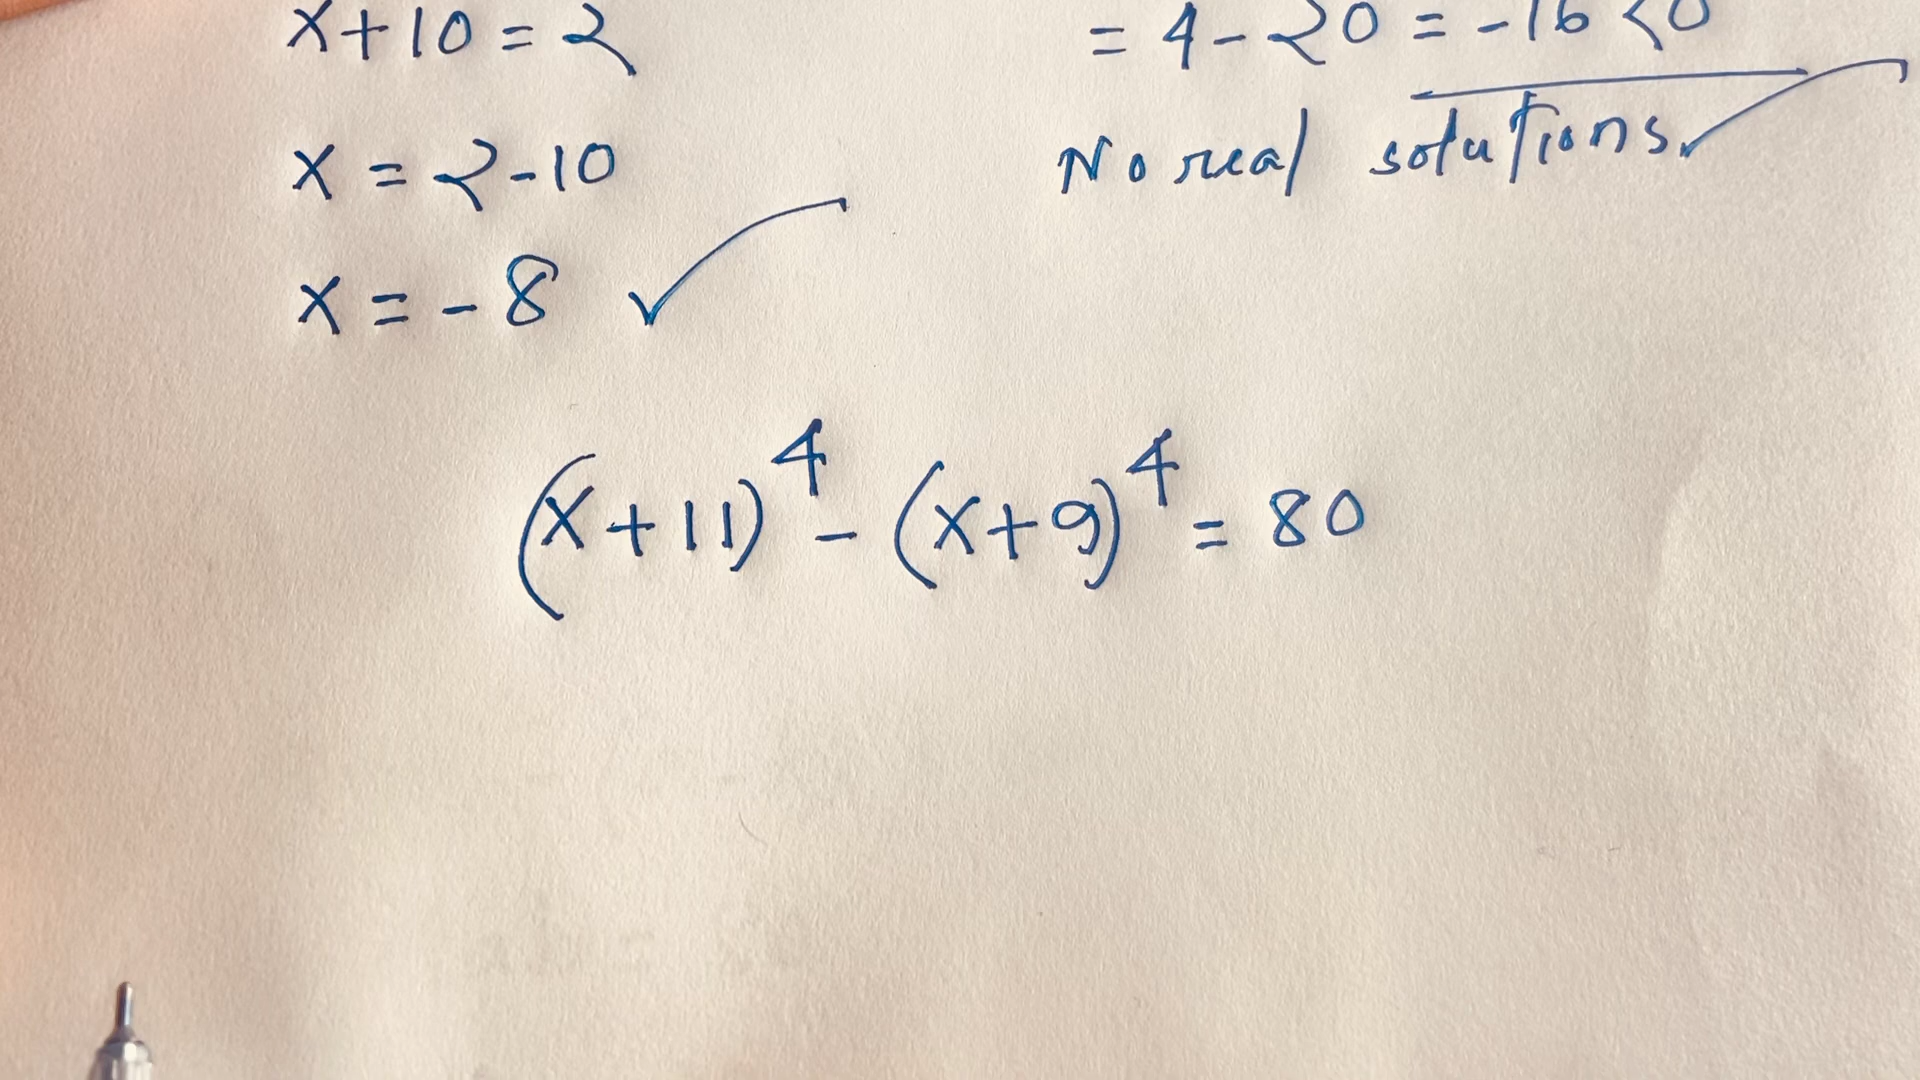 x+10 = 2
= 4-20 = -16 <0
x = 2-10
No real solutions
x = -8
(x+11)⁴ - (x+9)⁴ = 80